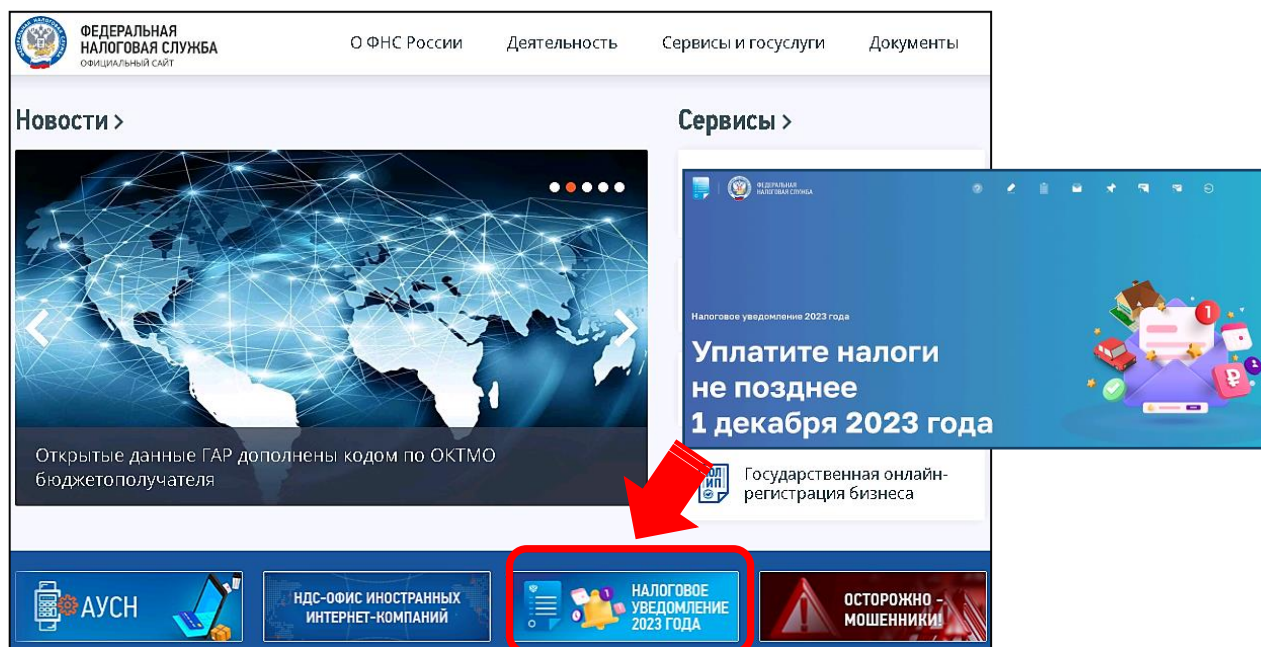 ФЕДЕРАЛЬНАЯ
НАЛОГОВАЯ СЛУЖБА
ОФИЦИАЛЬНЫЙ САЙТ
О ФНС России
Деятельность
Сервисы и госуслуги
Документы
Новости >
Сервисы >
Открытые данные ГАР дополнены кодом по ОКТМО
бюджетополучателя
ФЕДЕРАЛЬНАЯ
НАЛОГОВАЯ СЛУЖБА
Налоговое уведомление 2023 года
Уплатите налоги
не позднее
1 декабря 2023 года
1
₽
ИП
Государственная онлайн-
регистрация бизнеса
АУСН
НДС-ОФИС ИНОСТРАННЫХ
ИНТЕРНЕТ-КОМПАНИЙ
НАЛОГОВОЕ
УВЕДОМЛЕНИЕ
2023 ГОДА
ОСТОРОЖНО -
МОШЕННИКИ!